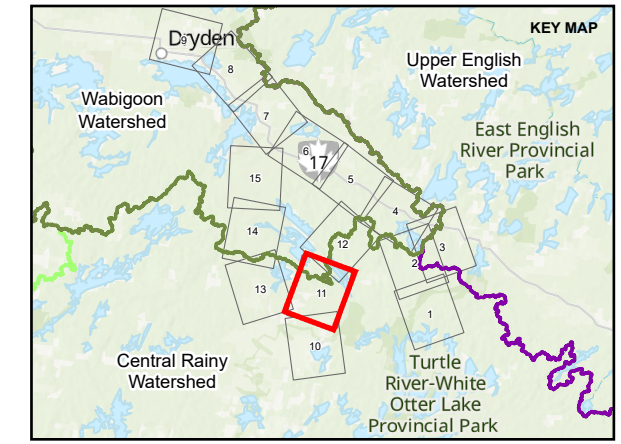 KEY MAP
Dryden
9
8
Upper English
Watershed
Wabigoon
Watershed
7
East English
River Provincial
Park
6
17
5
15
4
14
12
3
2
13
11
1
10
Central Rainy
Watershed
Turtle
River-White
Otter Lake
Provincial Park